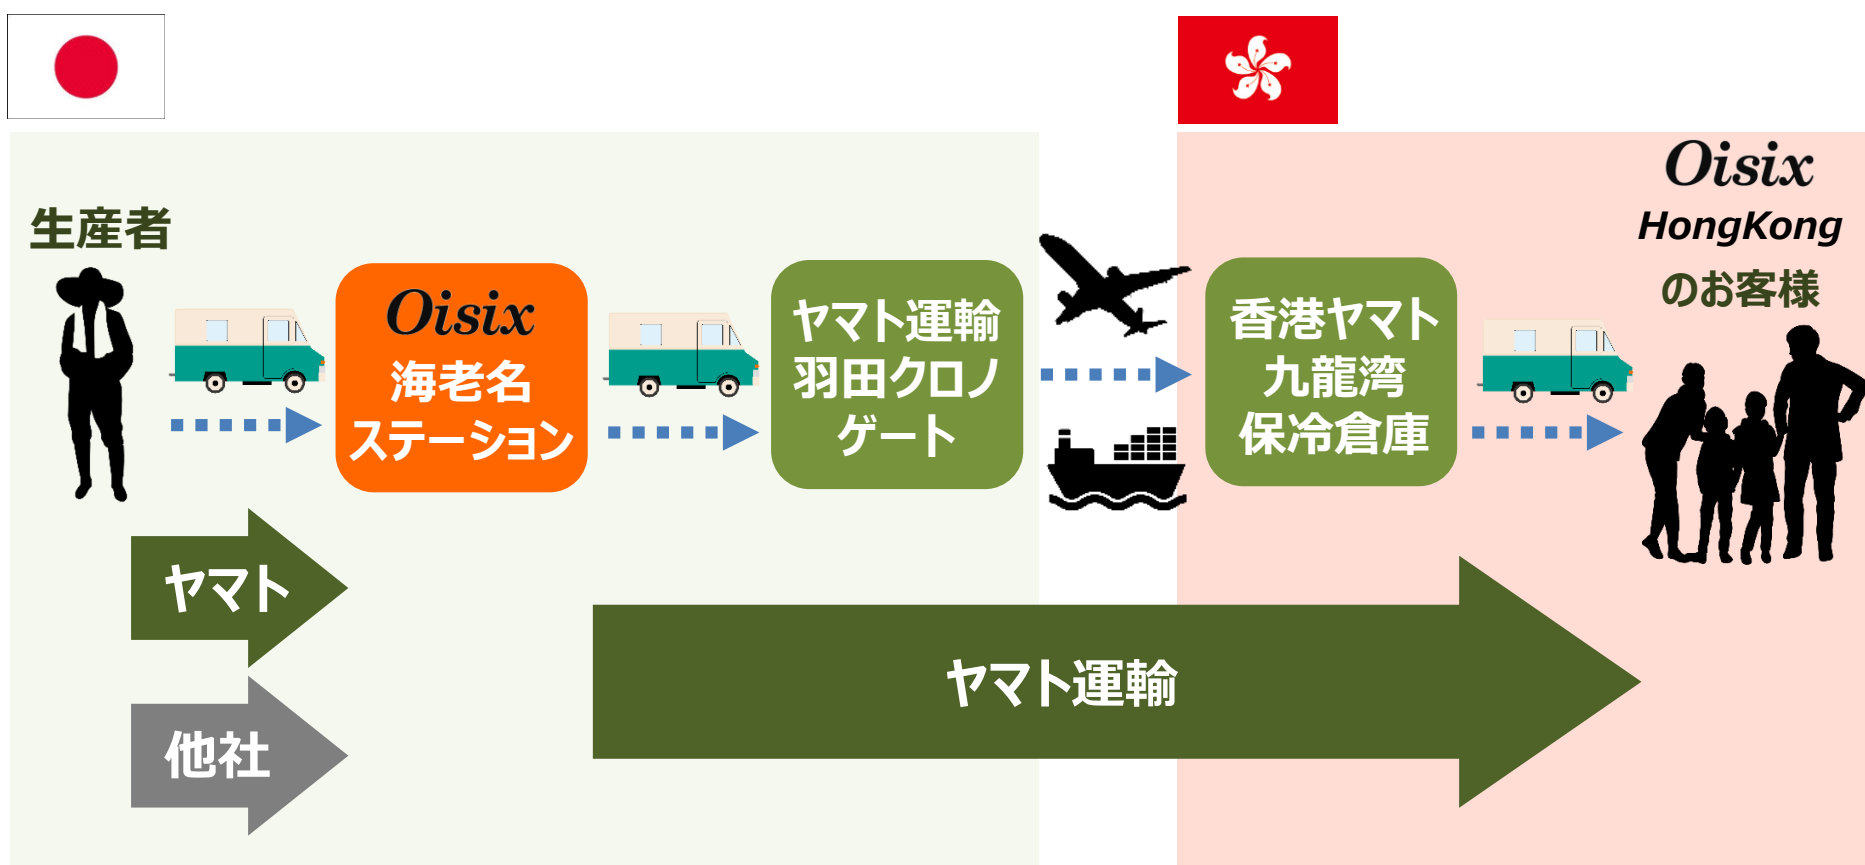 生産者
Oisix
海老名
ステーション
ヤマト運輸
羽田クロノ
ゲート
香港ヤマト
九龍湾
保冷倉庫
Oisix
HongKong
のお客様
ヤマト
他社
ヤマト運輸